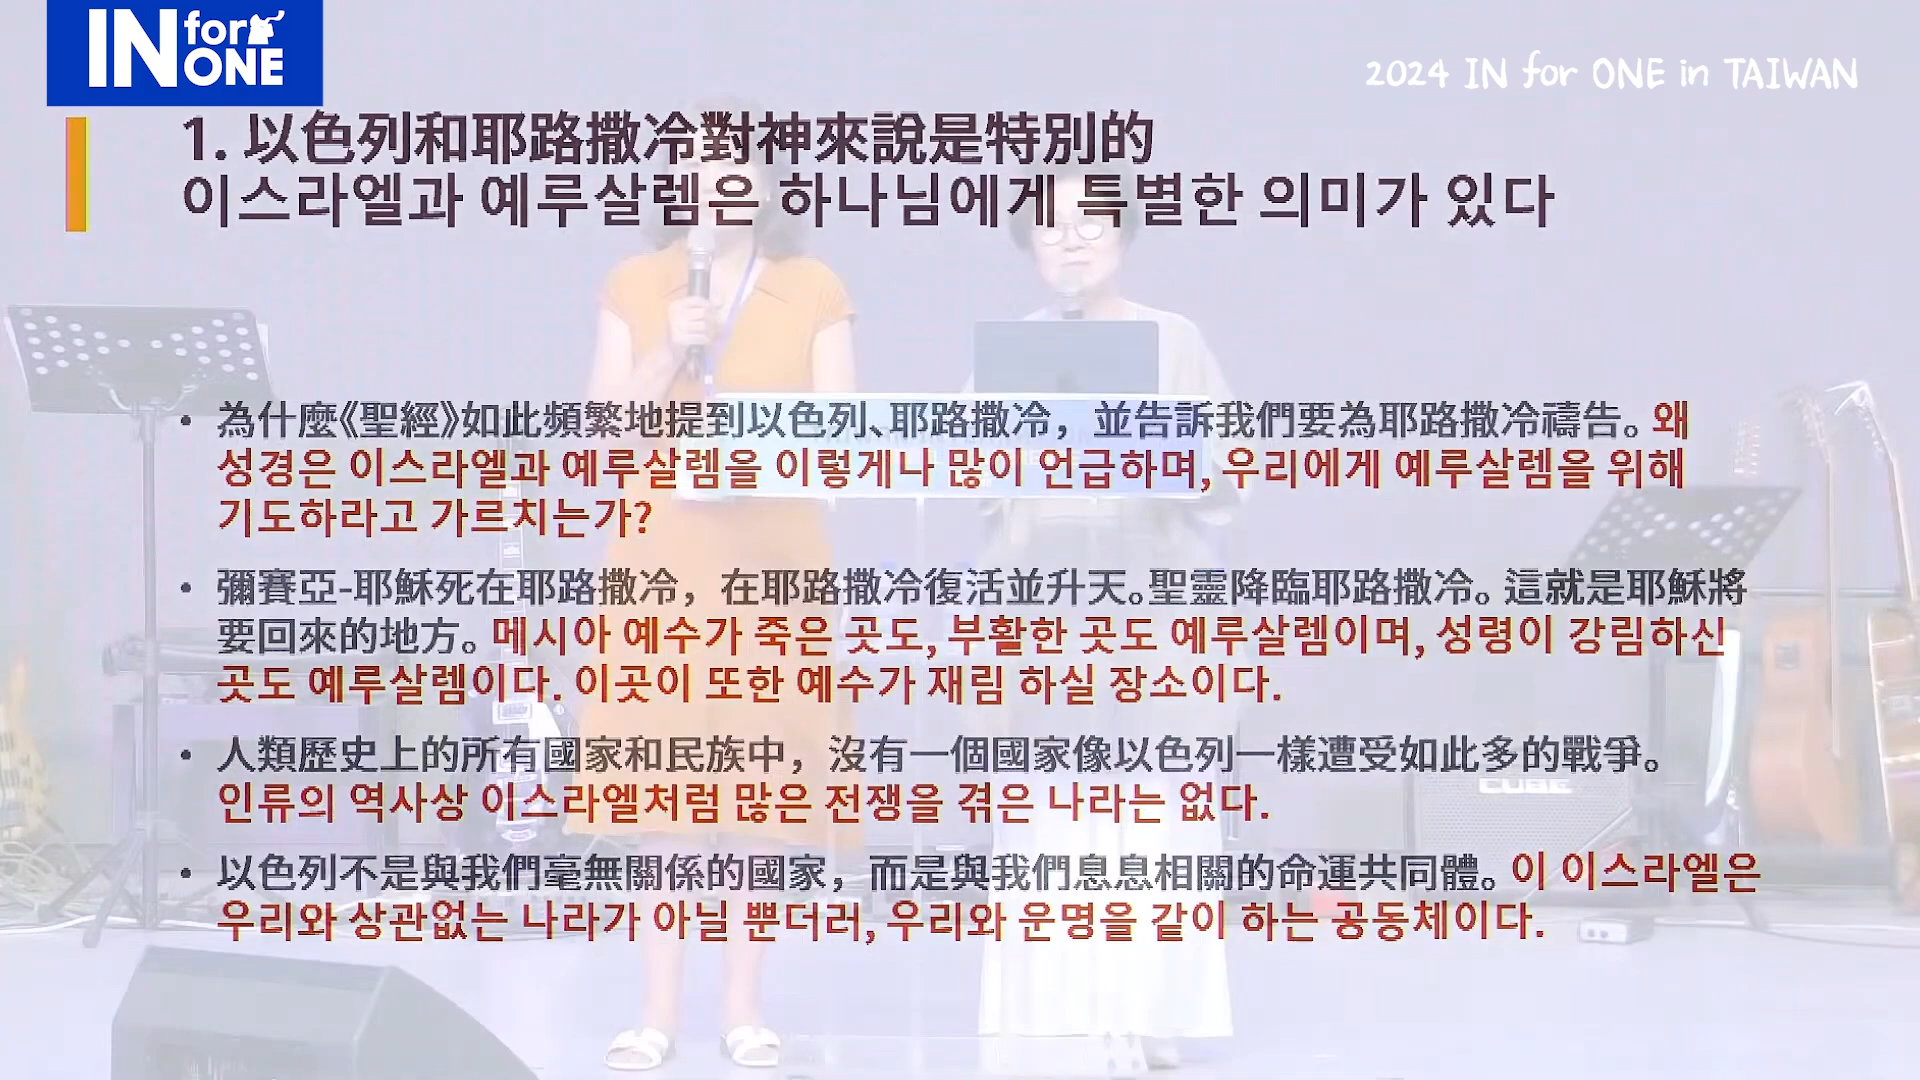 IN for ONE
2024 IN for ONE in TAIWAN
1. 以色列和耶路撒冷對神來說是特別的
이스라엘과 예루살렘은 하나님에게 특별한 의미가 있다
• 為什麼《聖經》如此頻繁地提到以色列、耶路撒冷，並告訴我們要為耶路撒冷禱告。왜
성경은 이스라엘과 예루살렘을 이렇게나 많이 언급하며, 우리에게 예루살렘을 위해
기도하라고 가르치는가?
• 彌賽亞-耶穌死在耶路撒冷，在耶路撒冷復活並升天。聖靈降臨耶路撒冷。這就是耶穌將
要回來的地方。메시아 예수가 죽은 곳도, 부활한 곳도 예루살렘이며, 성령이 강림하신
곳도 예루살렘이다. 이곳이 또한 예수가 재림 하실 장소이다.
• 人類歷史上的所有國家和民族中，沒有一個國家像以色列一樣遭受如此多的戰爭。
인류의 역사상 이스라엘처럼 많은 전쟁을 겪은 나라는 없다.
• 以色列不是與我們毫無關係的國家，而是與我們息息相關的命運共同體。이 이스라엘은
우리와 상관없는 나라가 아닐 뿐더러, 우리와 운명을 같이 하는 공동체이다.
CUBE